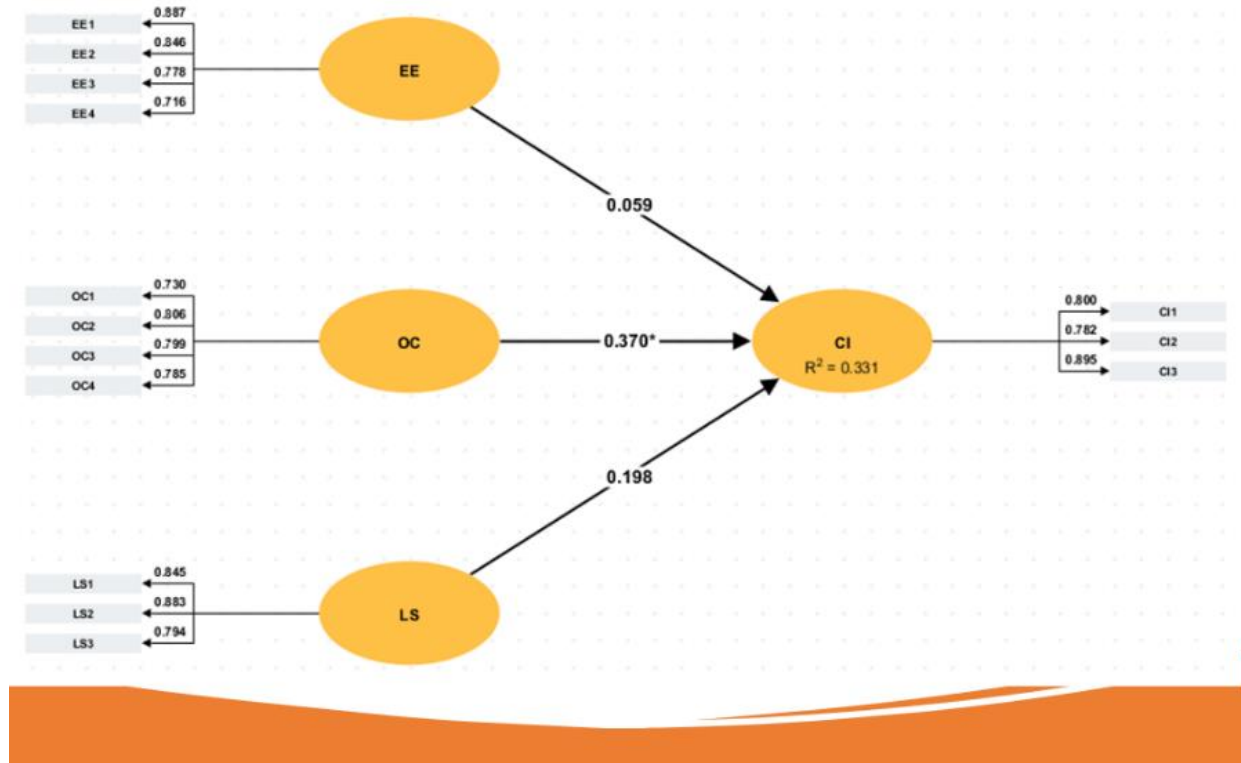 EE1
0.887
EE2
0.846
EE3
0.778
EE4
0.716
EE
0.059
OC1
0.730
OC2
0.806
OC3
0.799
OC4
0.785
OC
0.370*
CI
R² = 0.331
0.800
CI1
0.782
CI2
0.895
CI3
0.198
LS1
0.845
LS2
0.883
LS3
0.794
LS